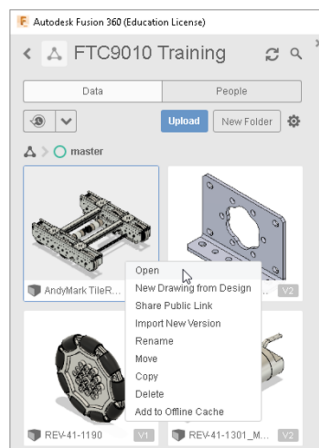 Autodesk Fusion 360 (Education License)
FTC9010 Training
Data People
Upload New Folder
master
AndyMark TileR... V2
Open
New Drawing from Design
Share Public Link
Import New Version
Rename
Move
Copy
Delete
Add to Offline Cache
REV-41-1190 V1 REV-41-1301_M... V2